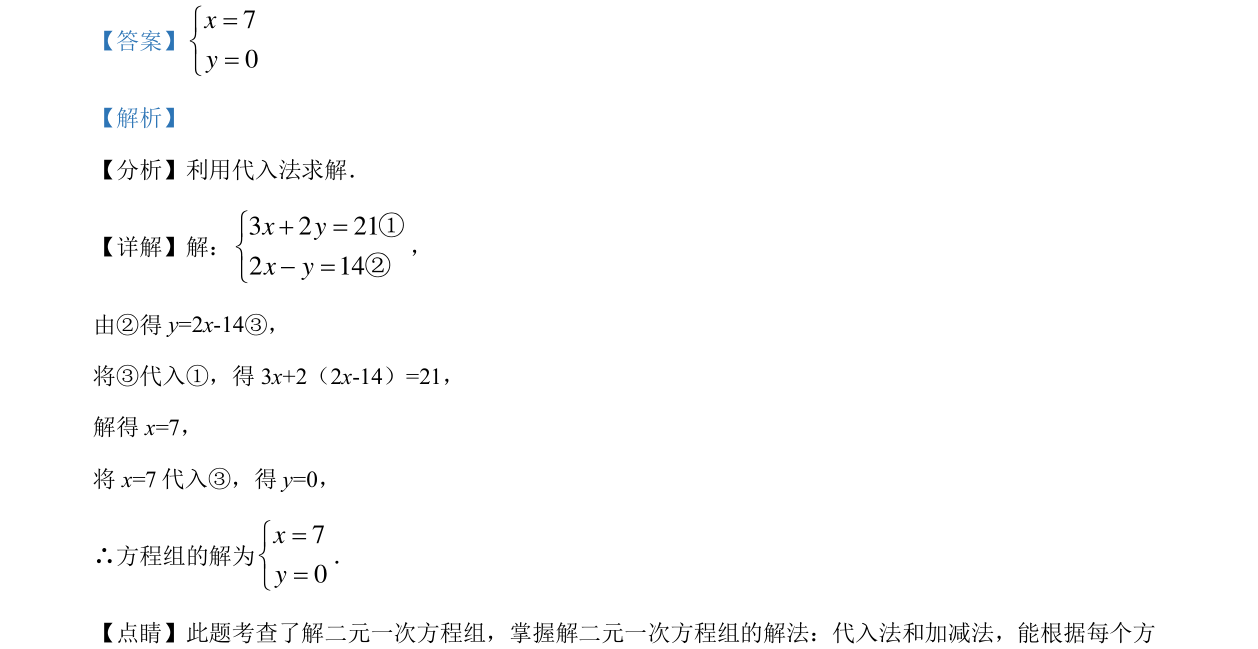 【答案】{x = 7
y = 0
【解析】
【分析】利用代入法求解．
【详解】解：{3x + 2y = 21①
2x − y = 14② ，
由②得 y=2x-14③，
将③代入①，得 3x+2（2x-14）=21，
解得 x=7，
将 x=7 代入③，得 y=0，
∴方程组的解为{x = 7
y = 0 ．
【点睛】此题考查了解二元一次方程组，掌握解二元一次方程组的解法：代入法和加减法，能根据每个方